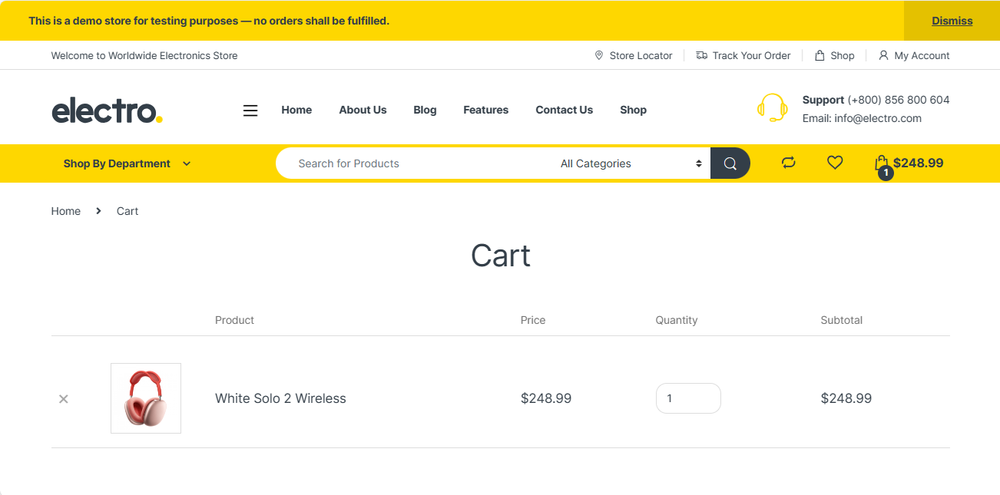 This is a demo store for testing purposes — no orders shall be fulfilled. Dismiss
Welcome to Worldwide Electronics Store Store Locator Track Your Order Shop My Account
electro. Home About Us Blog Features Contact Us Shop
Support (+800) 856 800 604
Email: info@electro.com
Shop By Department Search for Products All Categories 1 $248.99
Home Cart
Cart
Product Price Quantity Subtotal
White Solo 2 Wireless $248.99 1 $248.99